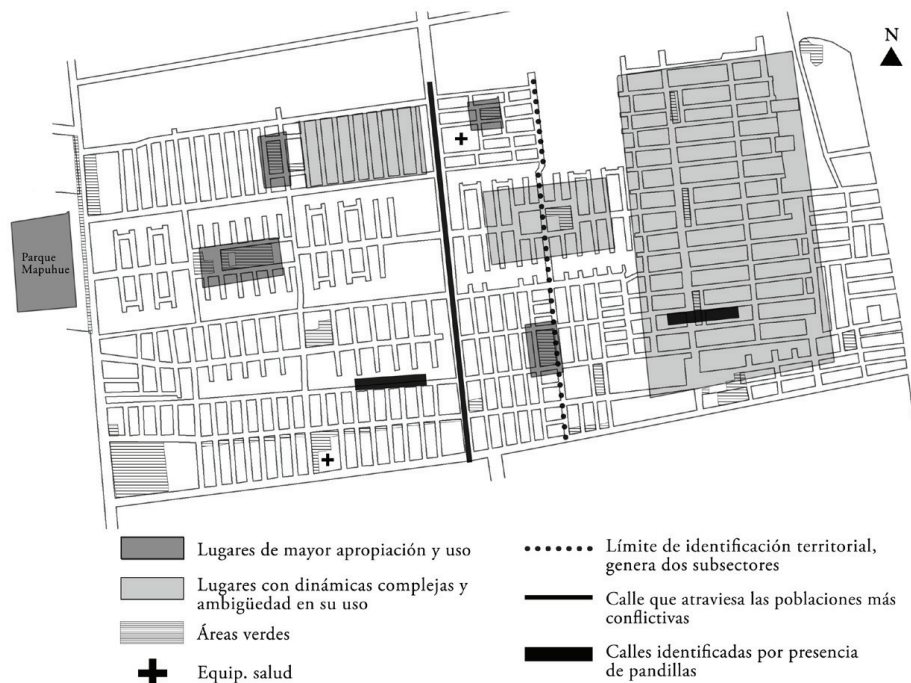 N
Parque
Mapuhue
Lugares de mayor apropiación y uso
Lugares con dinámicas complejas y
ambigüedad en su uso
Áreas verdes
Equip. salud
Límite de identificación territorial,
genera dos subsectores
Calle que atraviesa las poblaciones más
conflictivas
Calles identificadas por presencia
de pandillas